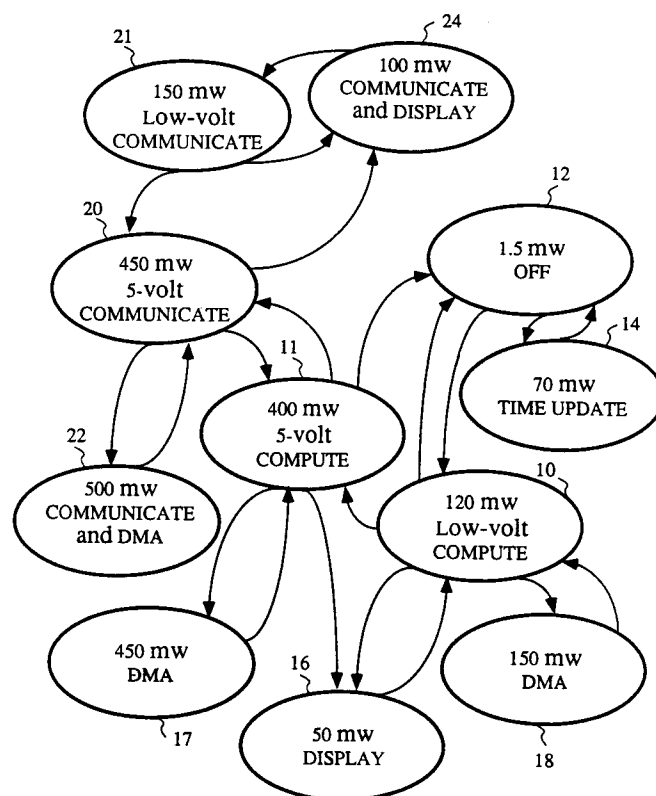 21
150 mw
Low-volt
COMMUNICATE
24
100 mw
COMMUNICATE
and DISPLAY
20
450 mw
5-volt
COMMUNICATE
12
1.5 mw
OFF
14
70 mw
TIME UPDATE
11
400 mw
5-volt
COMPUTE
22
500 mw
COMMUNICATE
and DMA
10
120 mw
Low-volt
COMPUTE
450 mw
DMA
17
16
50 mw
DISPLAY
150 mw
DMA
18